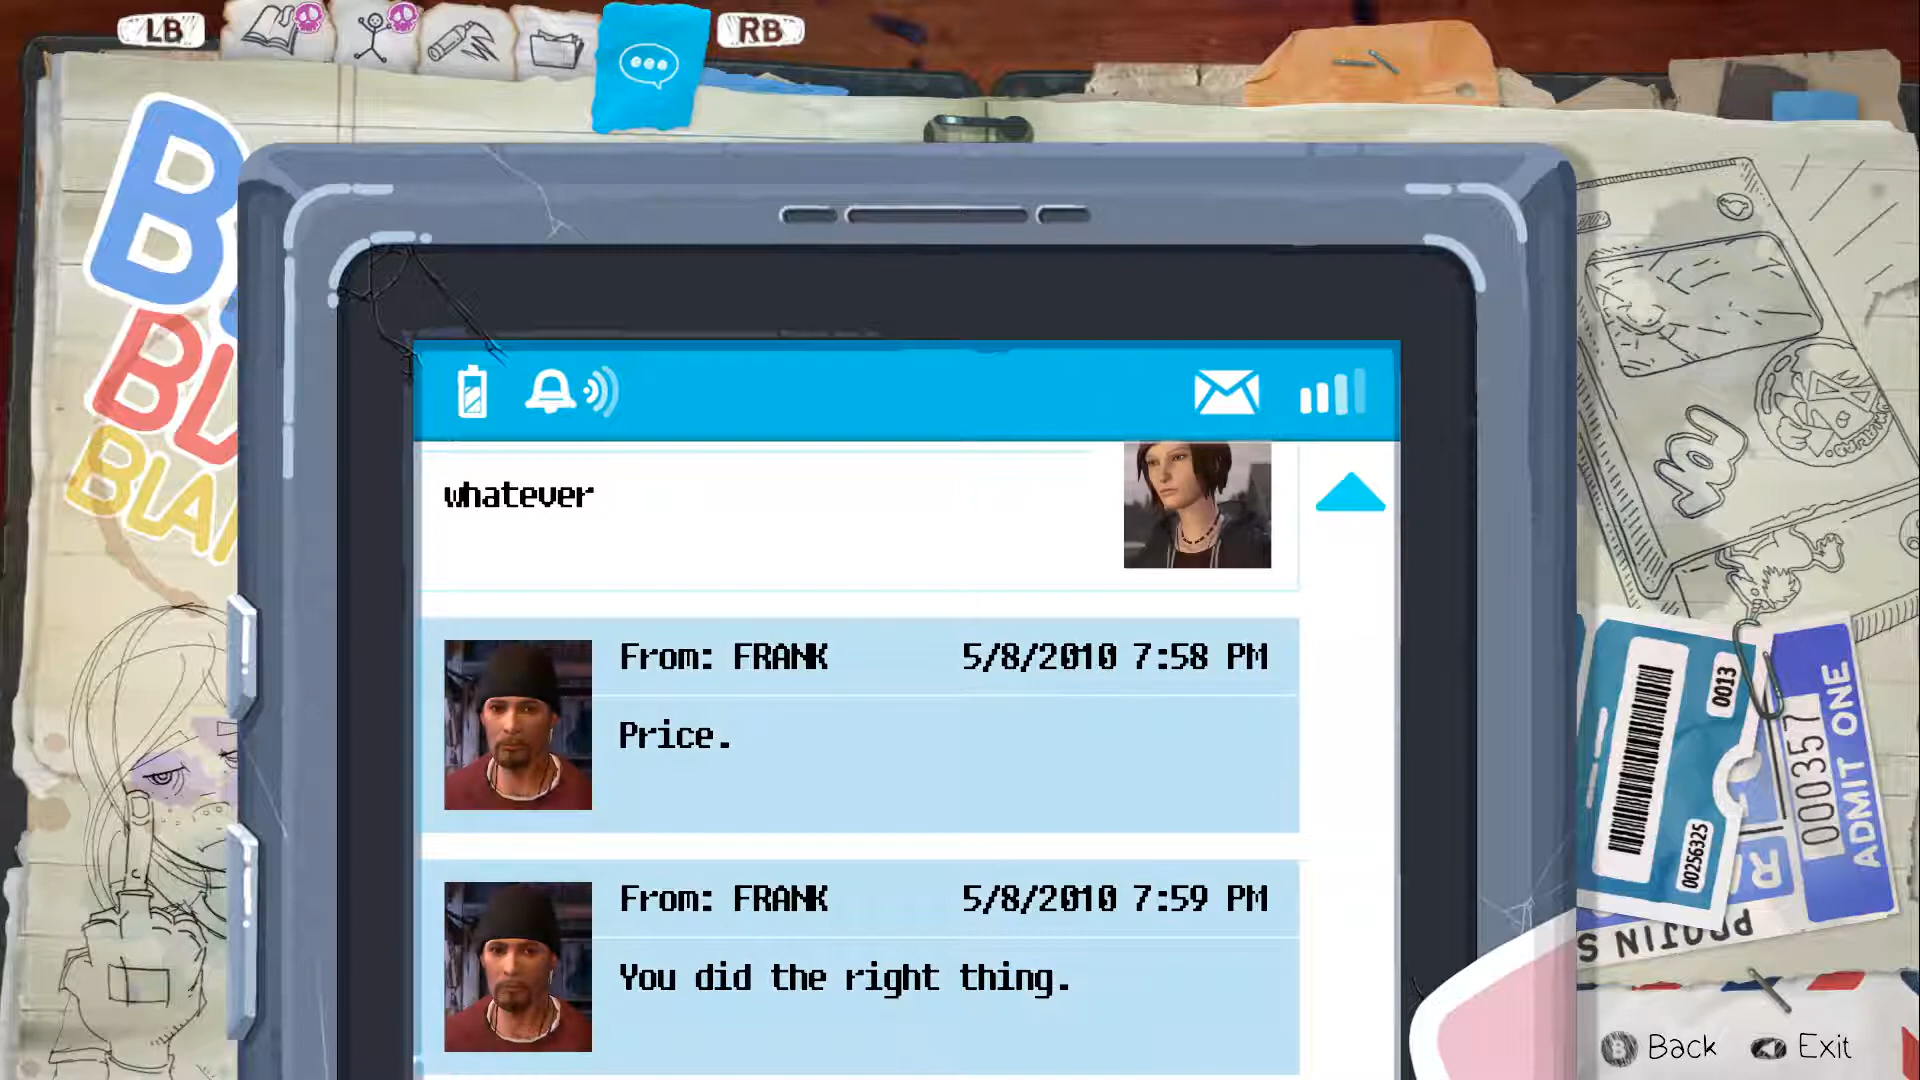 LB
RB
BLA
whatever
From: FRANK 5/8/2010 7:58 PM
Price.
From: FRANK 5/8/2010 7:59 PM
You did the right thing.
0013
00256325
000357
ADMIT ONE
B Back
Exit